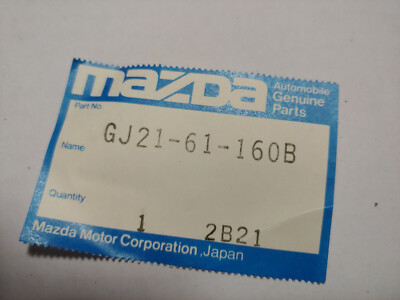 mazda
Automobile
Genuine
Parts
Part No.
GJ21-61-160B
Name
Quantity
1 2B21
Mazda Motor Corporation, Japan